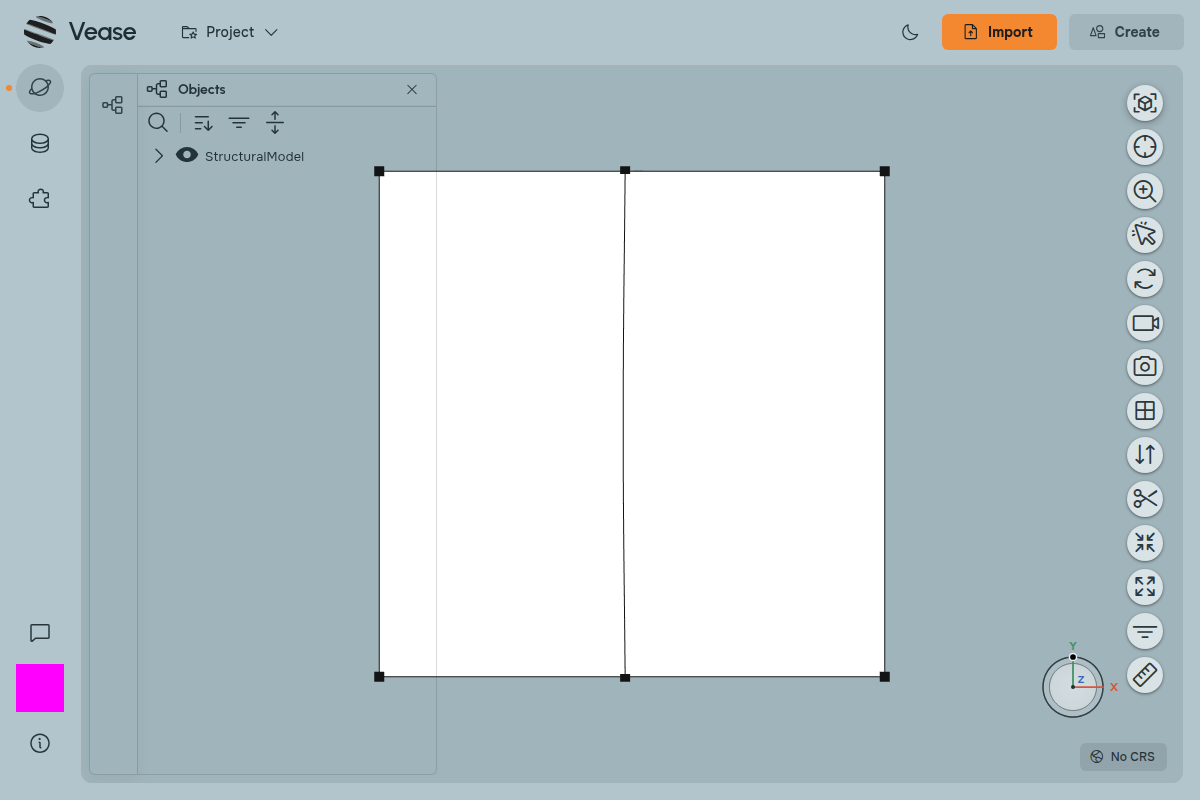 Vease
Project
Import
Create
Objects
StructuralModel
Y
Z
X
No CRS